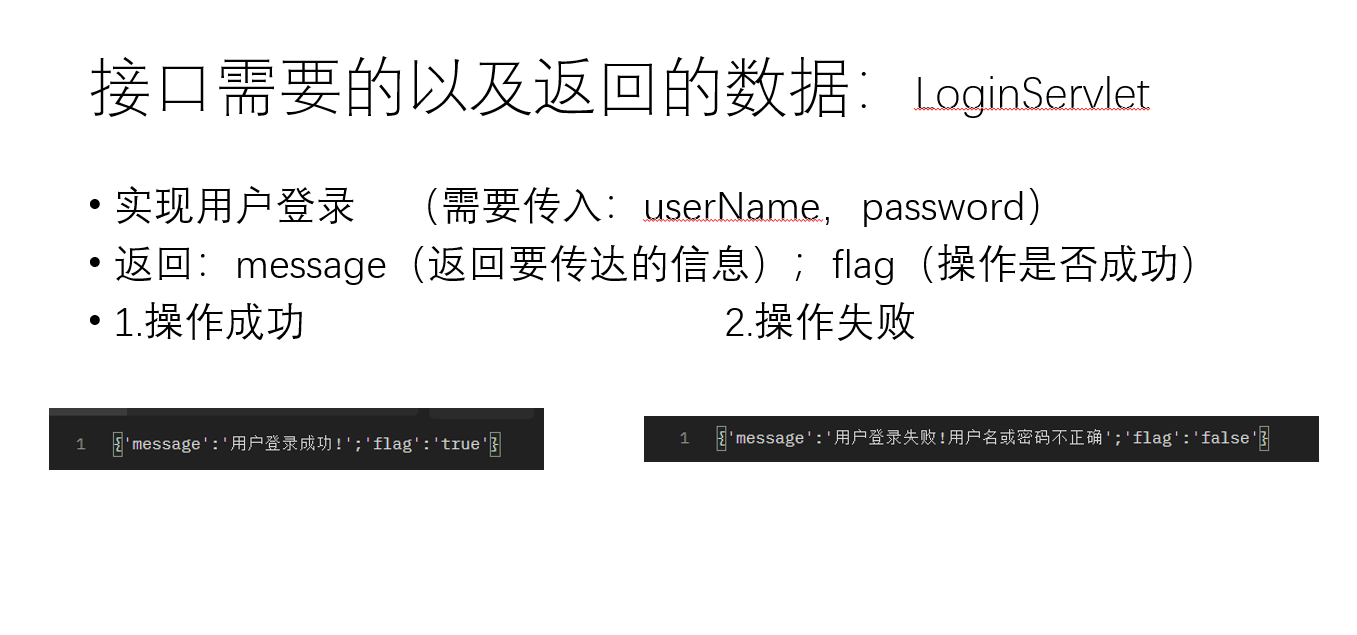 接口需要的以及返回的数据：LoginServlet
• 实现用户登录 （需要传入：userName，password）
• 返回：message（返回要传达的信息）；flag（操作是否成功）
• 1.操作成功 2.操作失败
1 {'message':'用户登录成功!';'flag':'true'}
1 {'message':'用户登录失败!用户名或密码不正确';'flag':'false'}